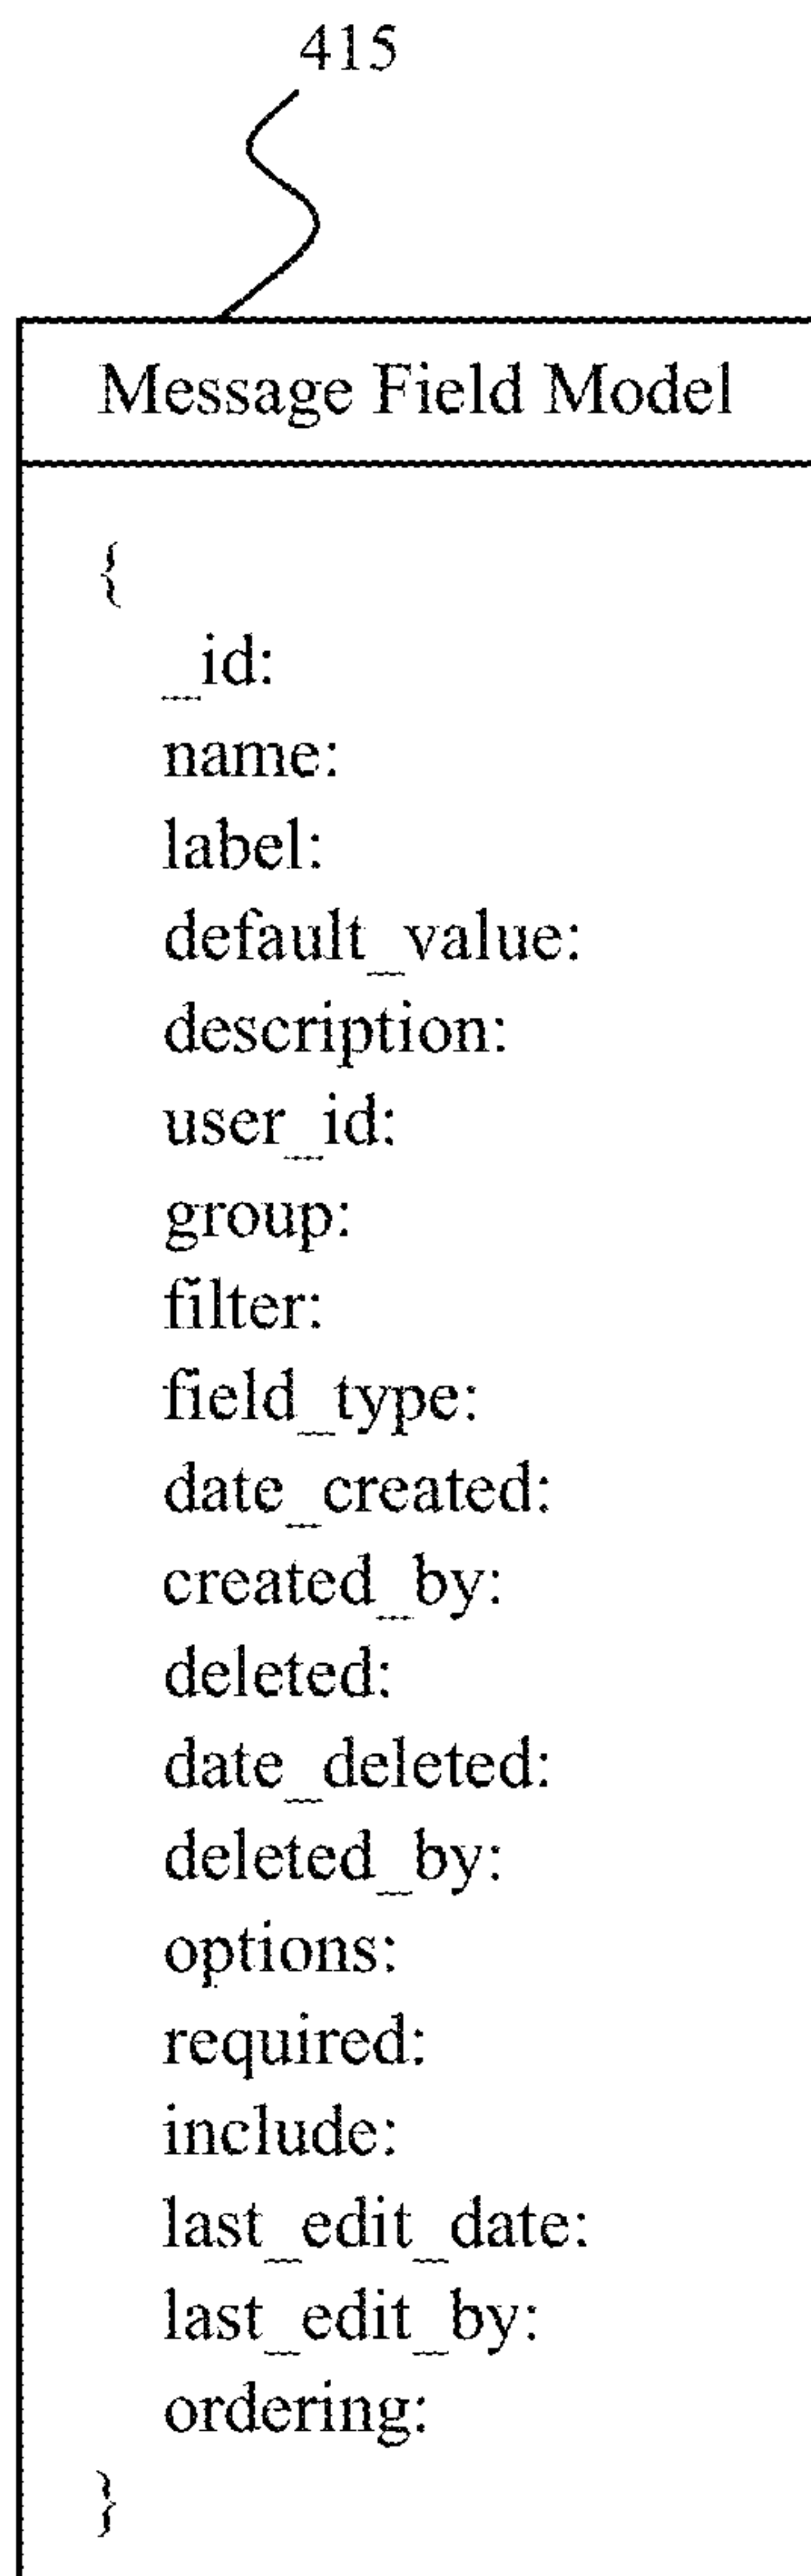 415
Message Field Model
{
_id:
name:
label:
default_value:
description:
user_id:
group:
filter:
field_type:
date_created:
created_by:
deleted:
date_deleted:
deleted_by:
options:
required:
include:
last_edit_date:
last_edit_by:
ordering:
}